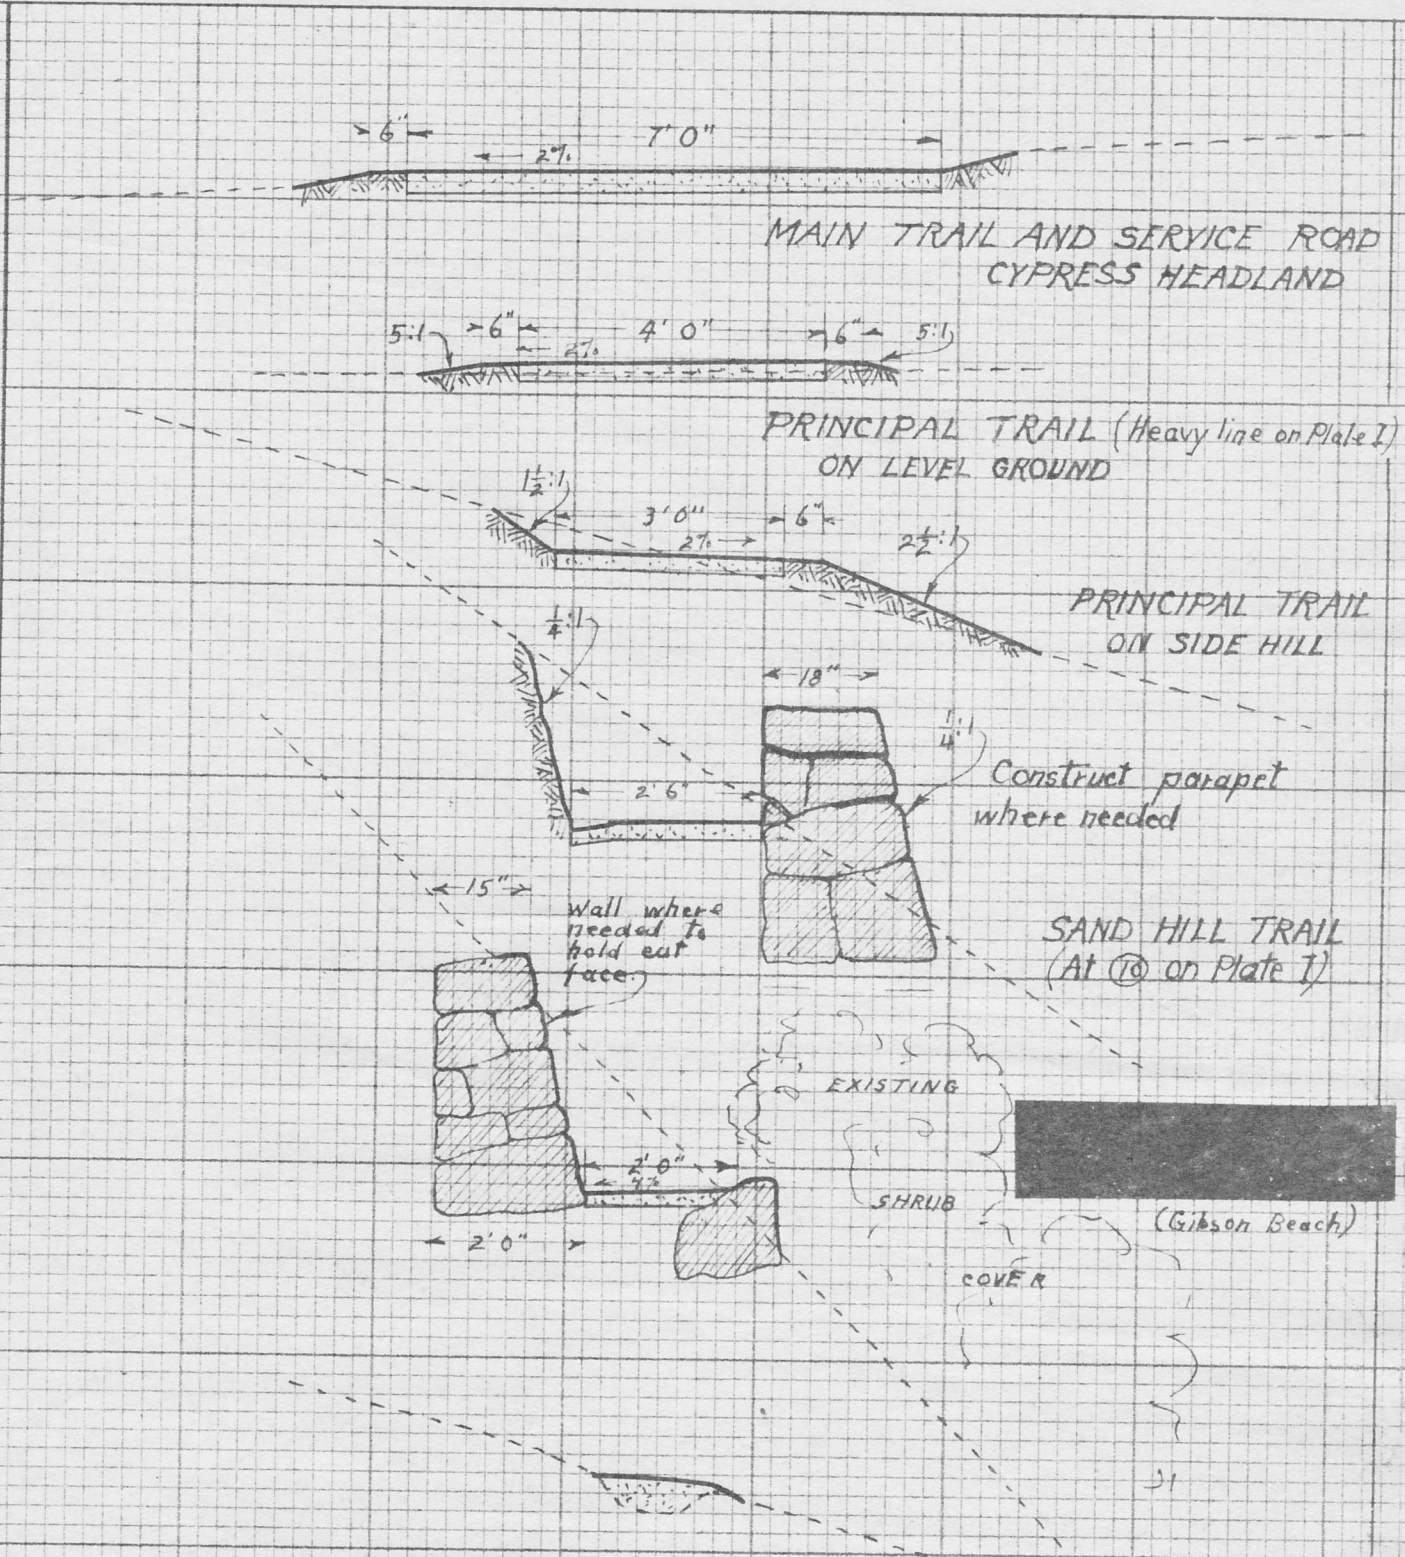 6" 7'0"
2%
MAIN TRAIL AND SERVICE ROAD
CYPRESS HEADLAND
5:1 6" 4'0" 6" 5:1
2%
PRINCIPAL TRAIL (Heavy line on Plate I)
ON LEVEL GROUND
1½:1
3'0" 6"
2% 2½:1
PRINCIPAL TRAIL
ON SIDE HILL
¼:1
18"
¼:1
Construct parapet
where needed
2'6"
15"
Wall where
needed to
hold cut
face.
SAND HILL TRAIL
(At 10 on Plate I)
EXISTING
2'0"
4%
SHRUB
(Gibson Beach)
2'0"
COVER